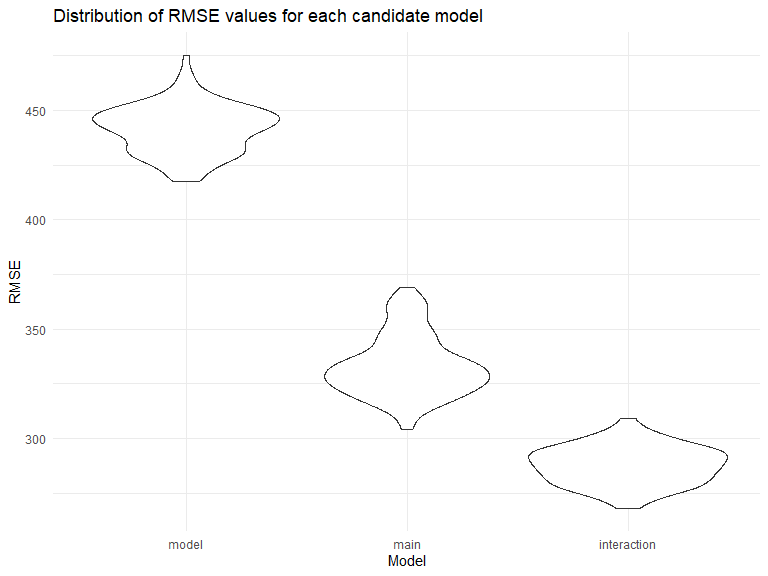 Distribution of RMSE values for each candidate model
450
400
350
300
RMSE
model main interaction
Model